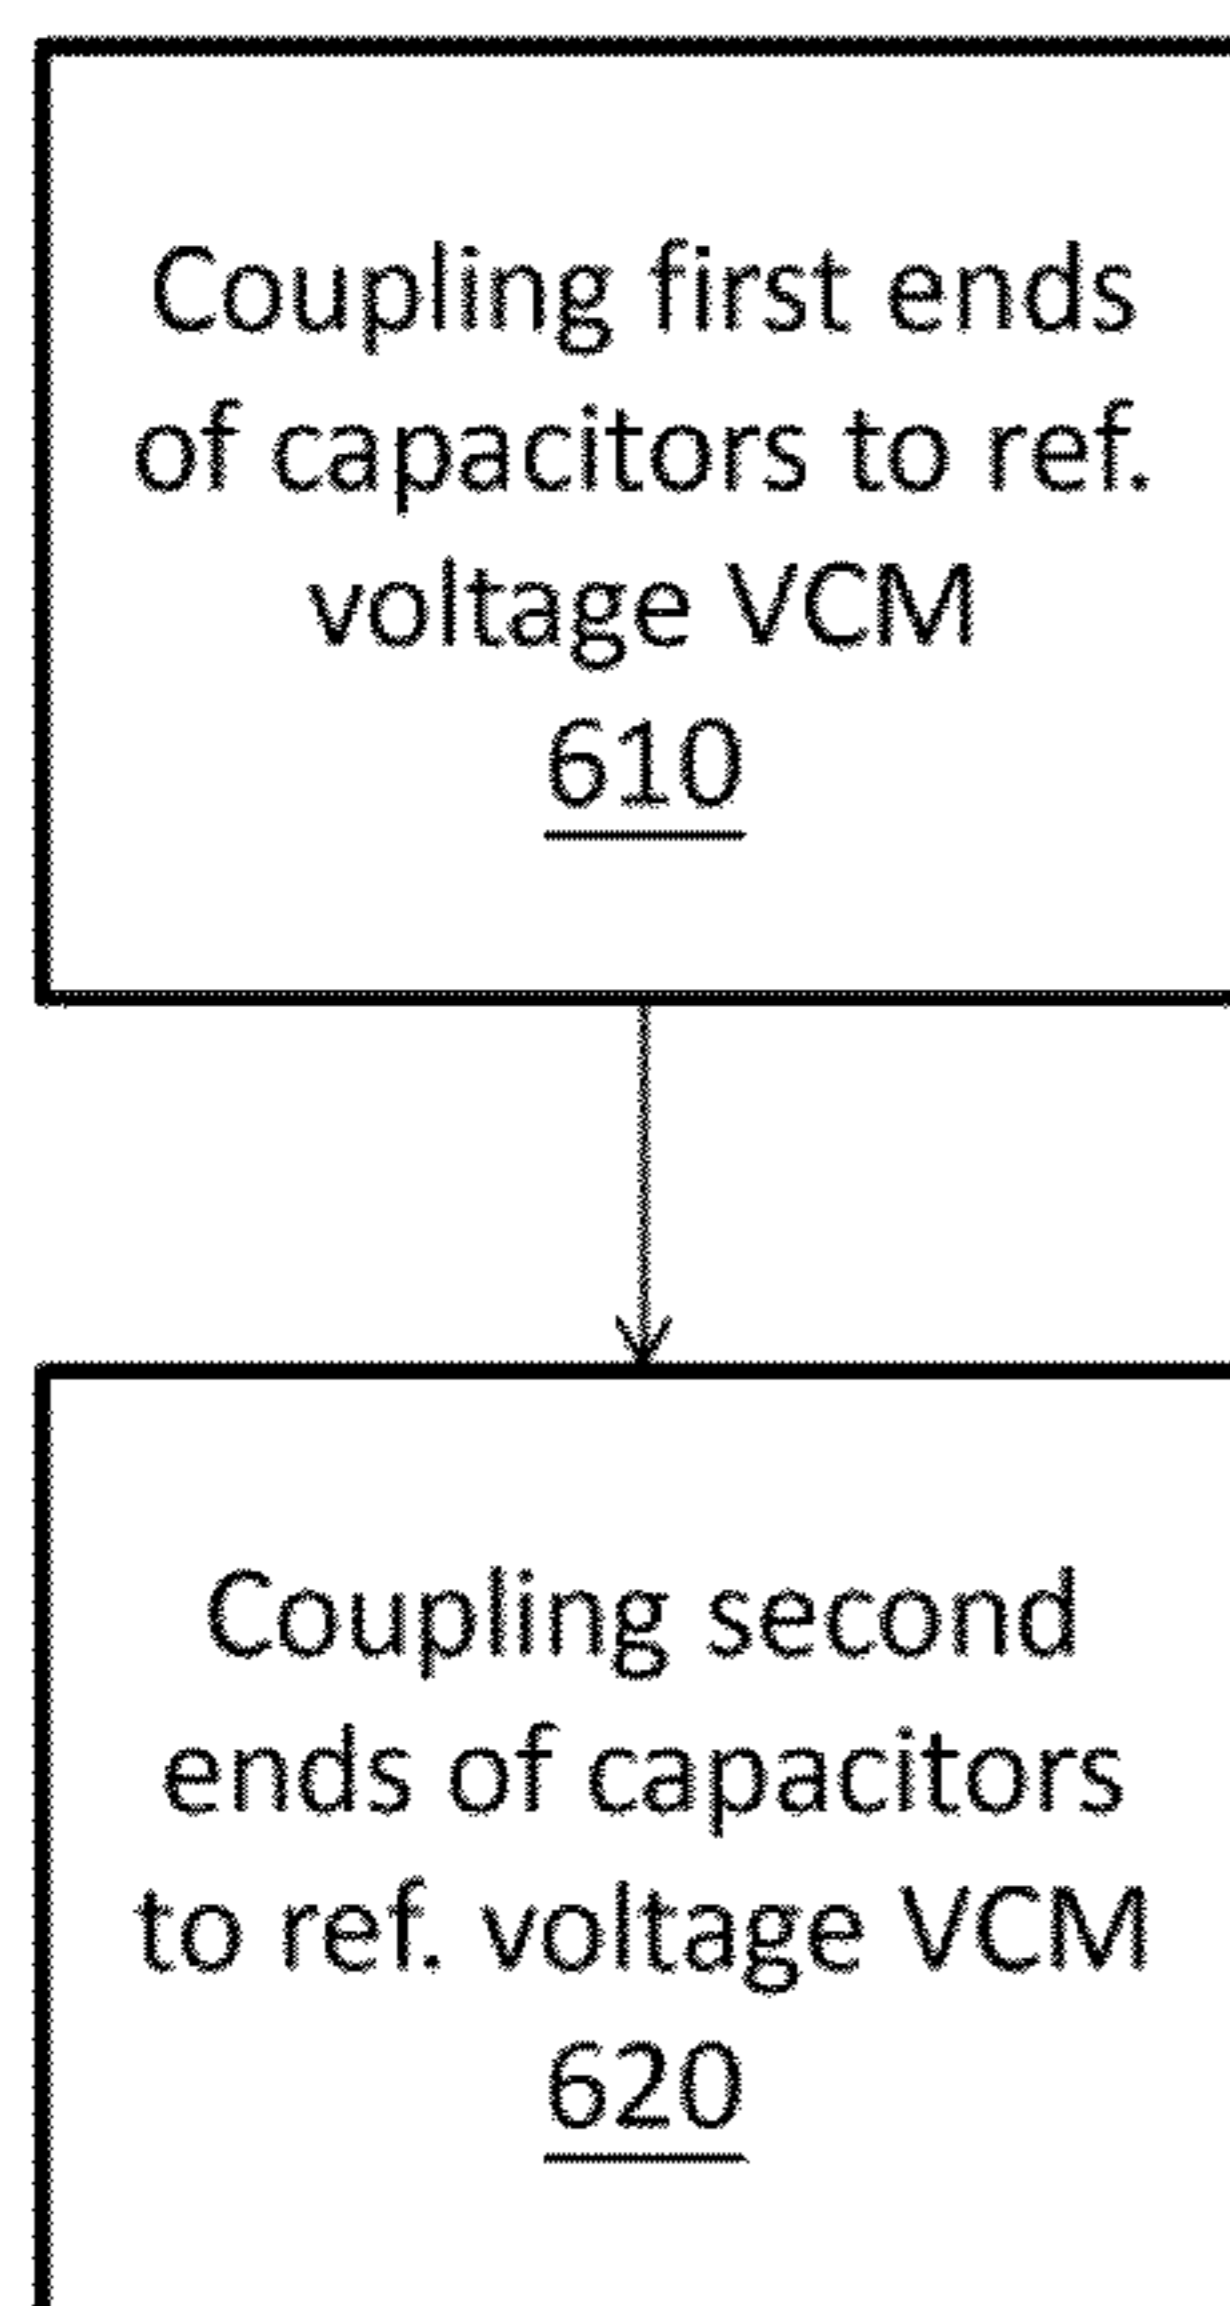 Coupling first ends
of capacitors to ref.
voltage VCM
610
Coupling second
ends of capacitors
to ref. voltage VCM
620